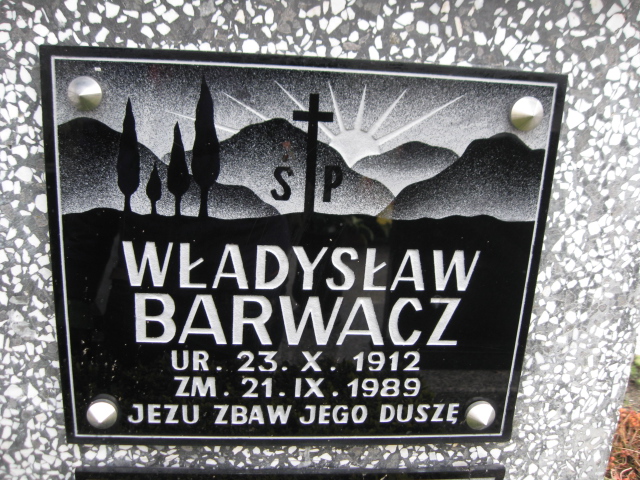 Ś P
WŁADYSŁAW
BARWACZ
UR. 23. X. 1912
ZM. 21. IX. 1989
JEZU ZBAW JEGO DUSZĘ